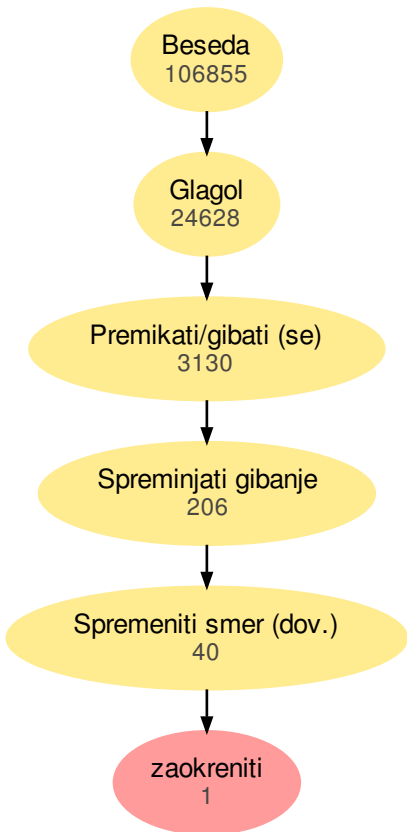 Beseda
106855
Glagol
24628
Premikati/gibati (se)
3130
Spreminjati gibanje
206
Spremeniti smer (dov.)
40
zaokreniti
1